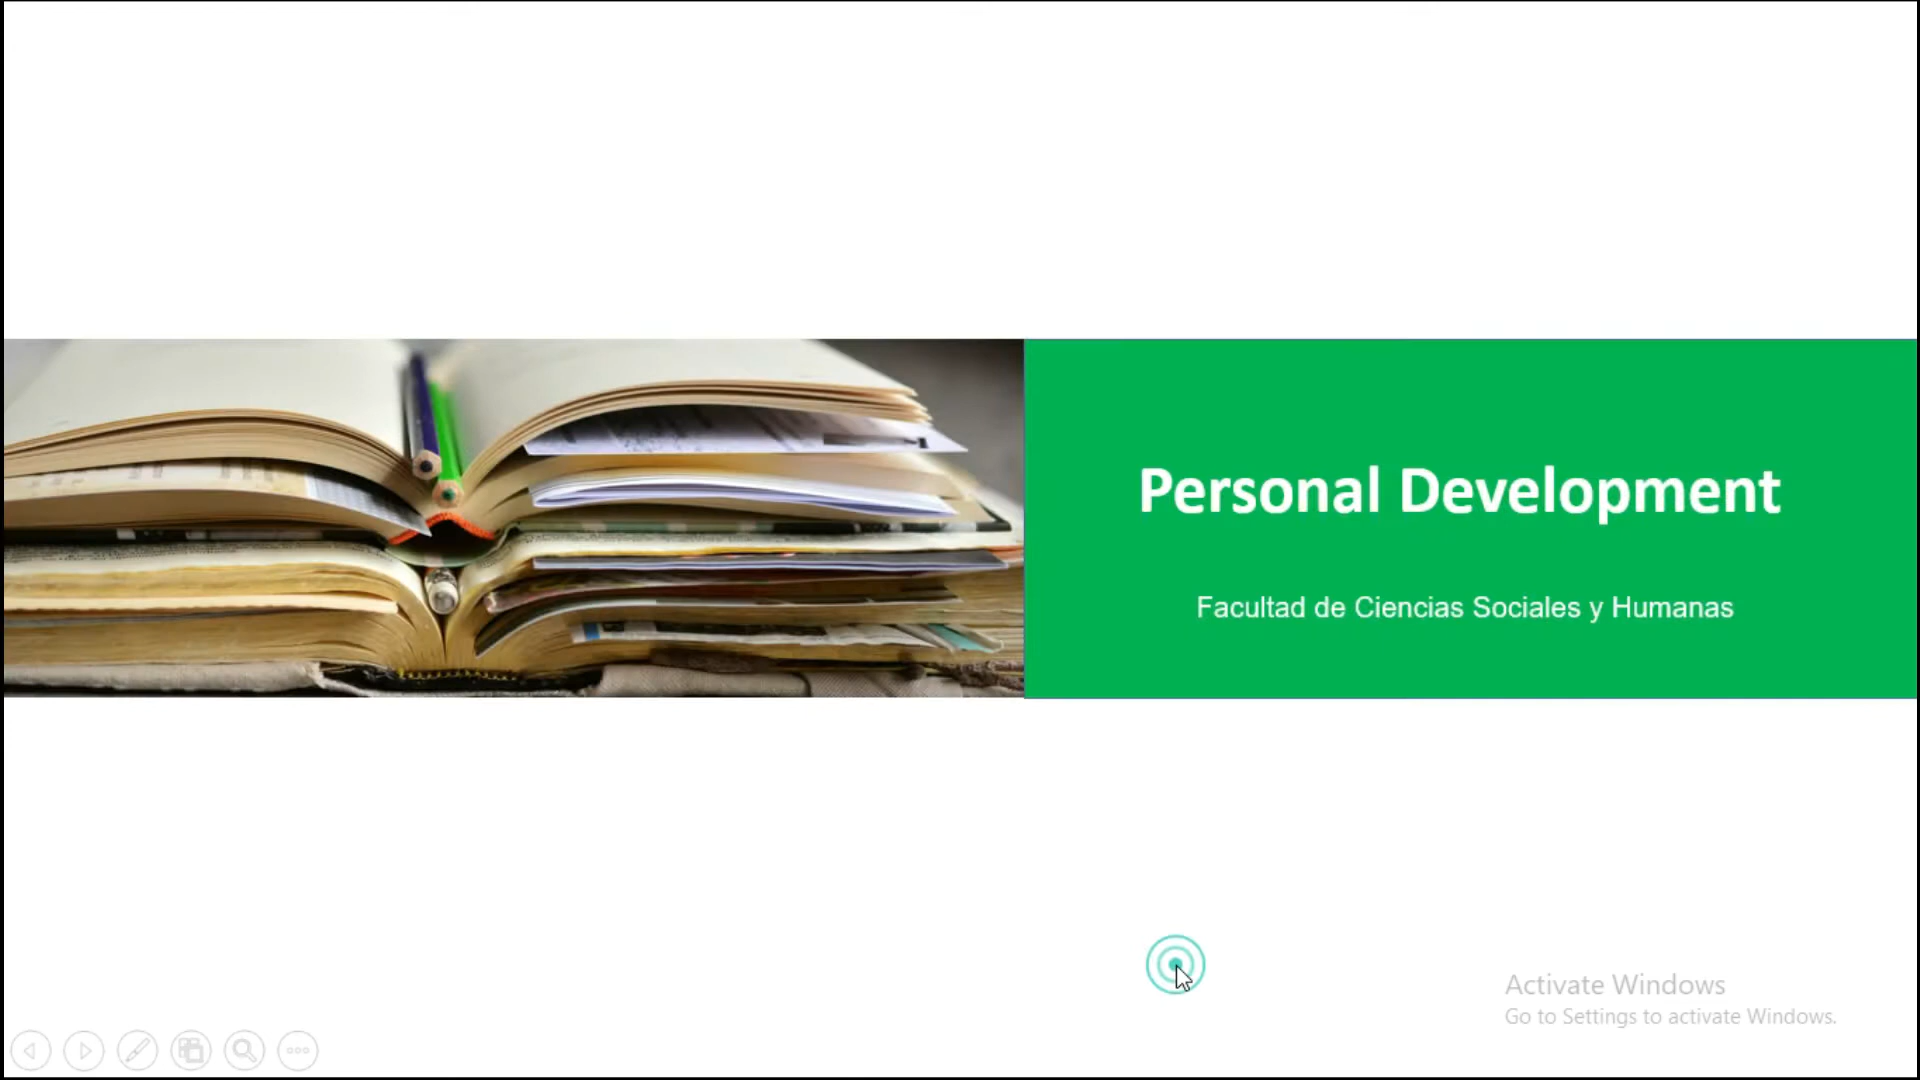 Personal Development
Facultad de Ciencias Sociales y Humanas
Activate Windows
Go to Settings to activate Windows.